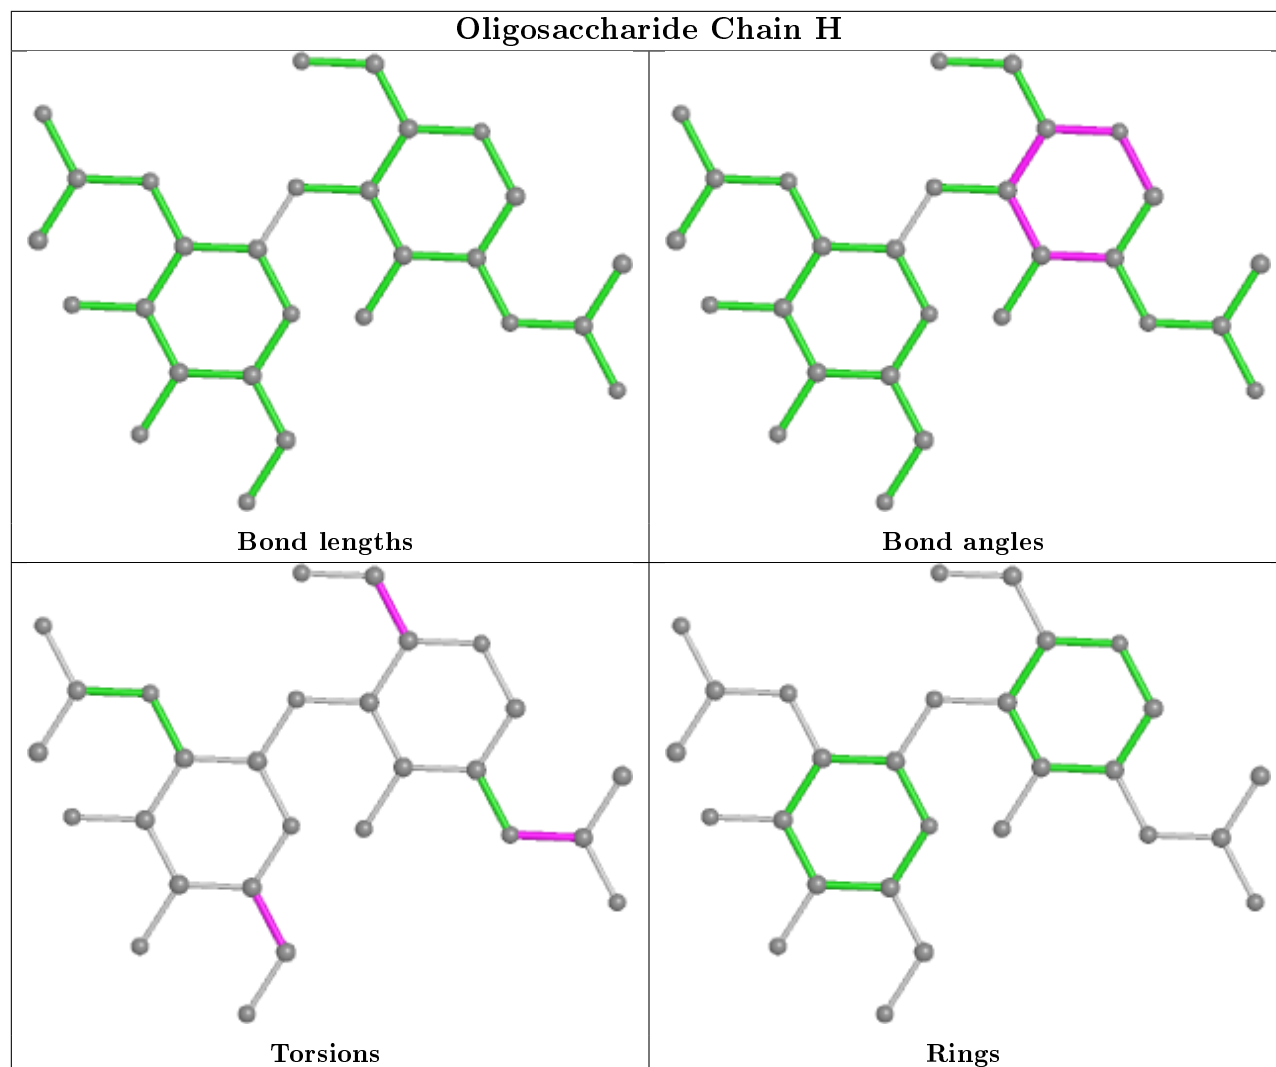 Oligosaccharide Chain H
Bond lengths
Bond angles
Torsions
Rings